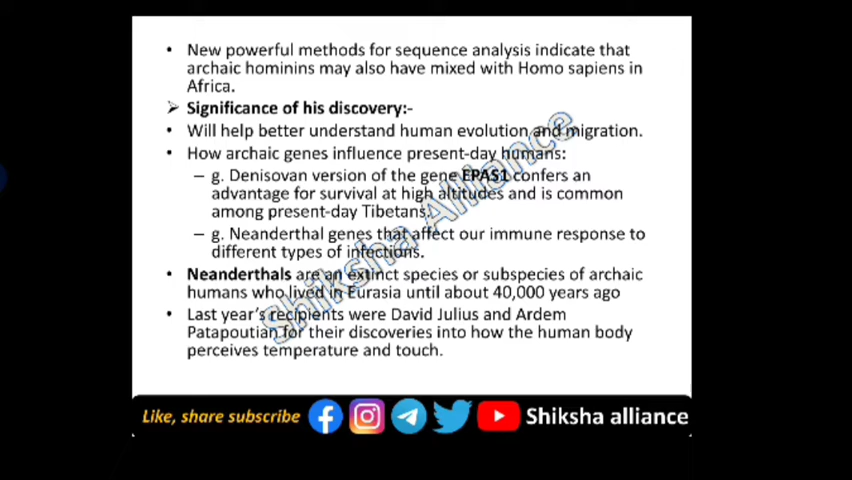 • New powerful methods for sequence analysis indicate that
archaic hominins may also have mixed with Homo sapiens in
Africa.
➢ Significance of his discovery:-
• Will help better understand human evolution and migration.
• How archaic genes influence present-day humans:
– g. Denisovan version of the gene EPAS1 confers an
advantage for survival at high altitudes and is common
among present-day Tibetans.
– g. Neanderthal genes that affect our immune response to
different types of infections.
• Neanderthals are an extinct species or subspecies of archaic
humans who lived in Eurasia until about 40,000 years ago
• Last year's recipients were David Julius and Ardem
Patapoutian for their discoveries into how the human body
perceives temperature and touch.
Shiksha Alliance
Like, share subscribe Shiksha alliance